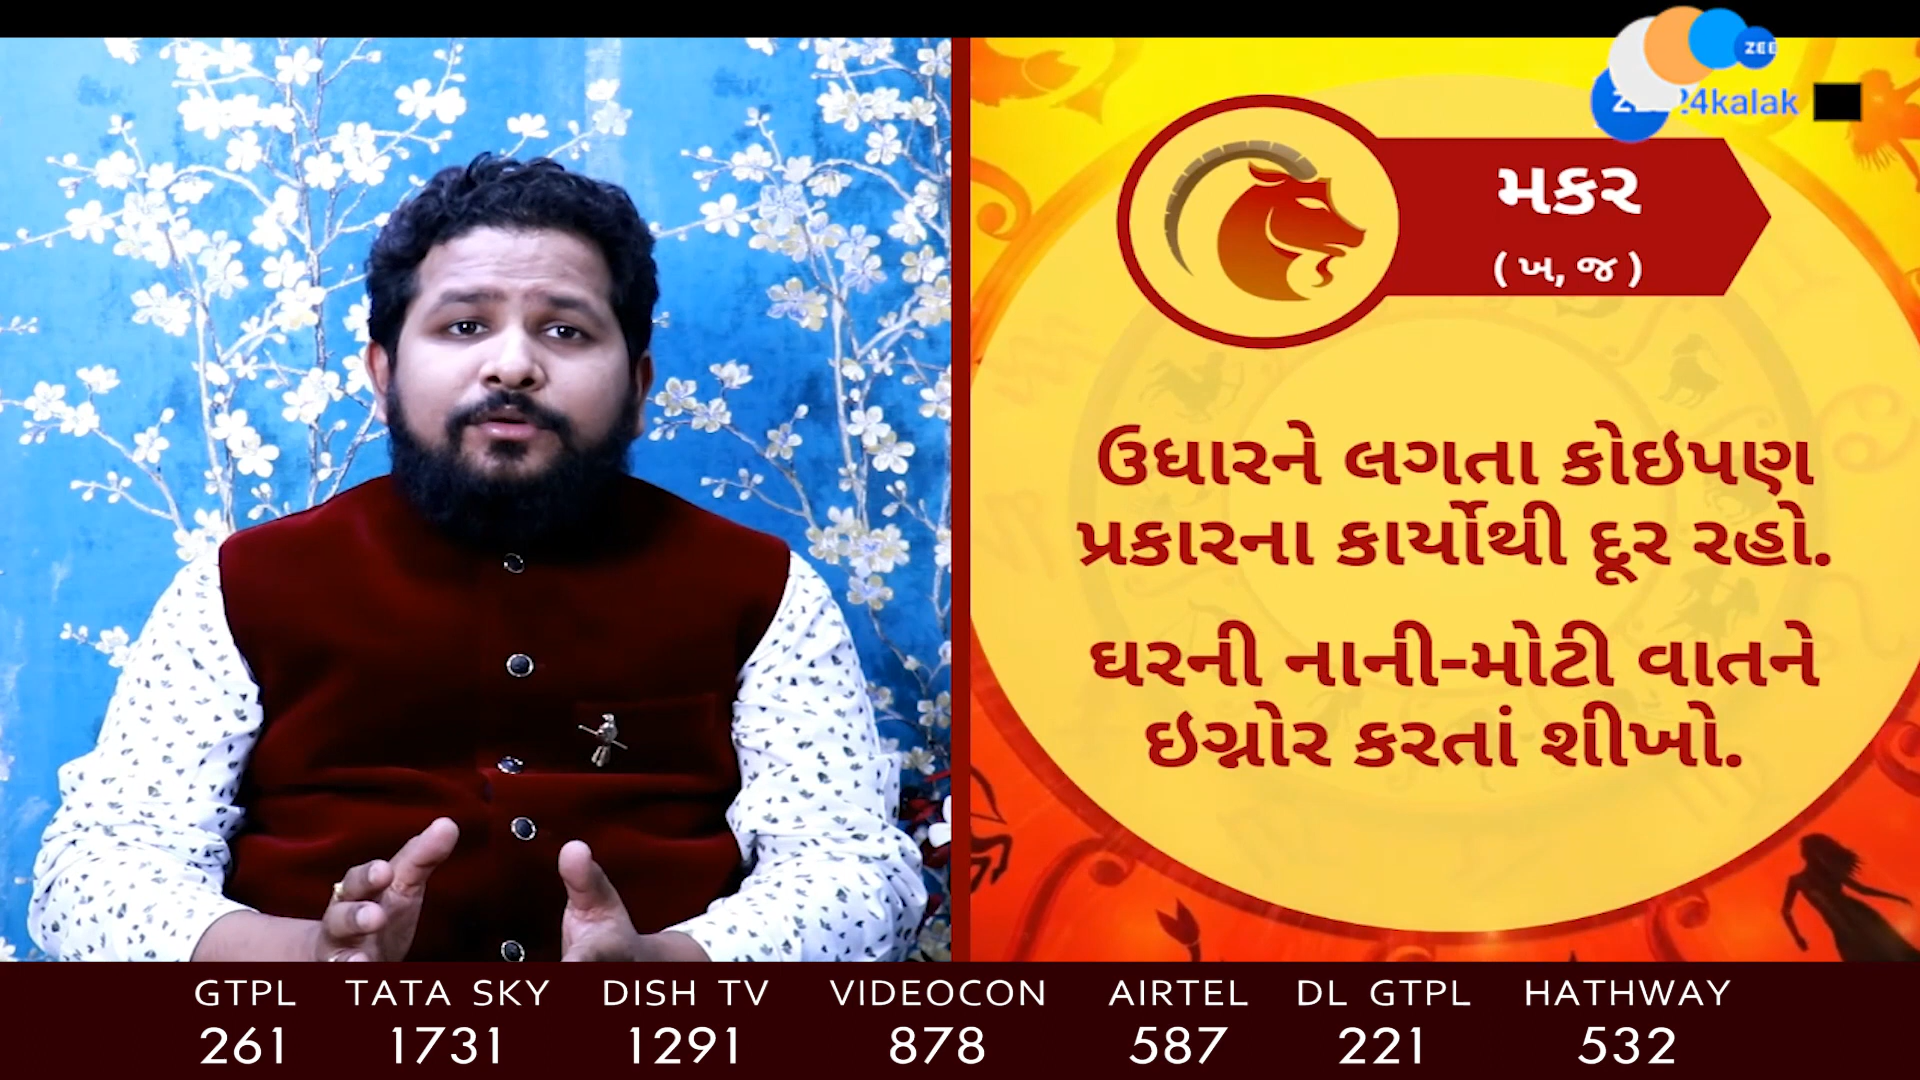 ZEE
24kalak
મકર
( ખ, જ )
ઉધારને લગતા કોઇપણ
પ્રકારના કાર્યોથી દૂર રહો.
ઘરની નાની-મોટી વાતને
ઇગ્નોર કરતાં શીખો.
GTPL TATA SKY DISH TV VIDEOCON AIRTEL DL GTPL HATHWAY
261 1731 1291 878 587 221 532